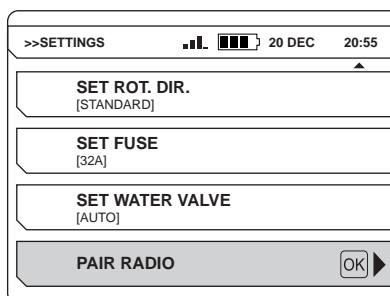 >>SETTINGS 20 DEC 20:55
SET ROT. DIR.
[STANDARD]
SET FUSE
[32A]
SET WATER VALVE
[AUTO]
PAIR RADIO OK